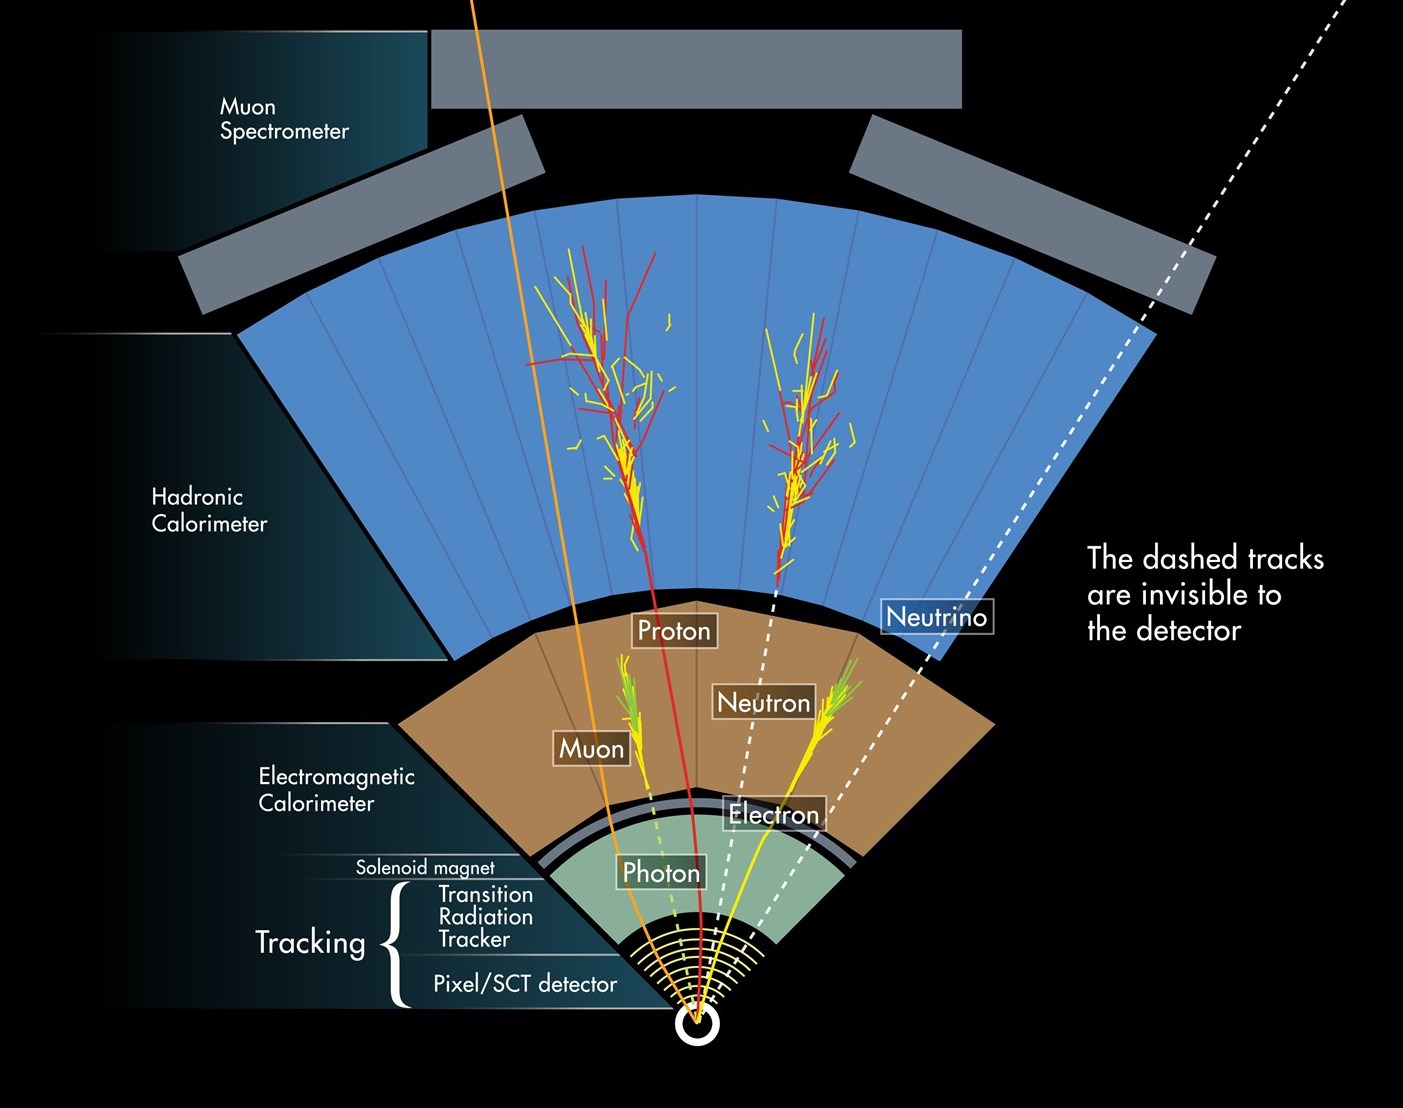 Muon
Spectrometer
Hadronic
Calorimeter
The dashed tracks
are invisible to
the detector
Neutrino
Proton
Neutron
Muon
Electromagnetic
Calorimeter
Electron
Solenoid magnet
Photon
Transition
Radiation
Tracker
Tracking
Pixel/SCT detector